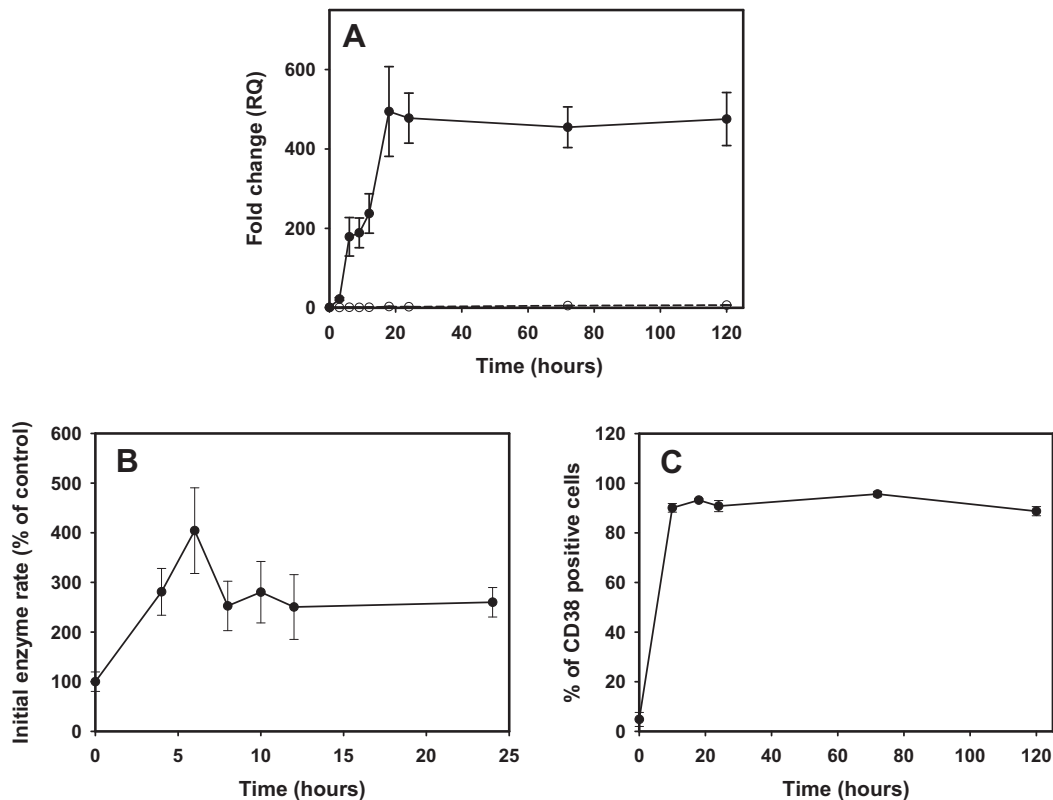 A
Fold change (RQ)
600
400
200
0
0 20 40 60 80 100 120
Time (hours)
B
Initial enzyme rate (% of control)
600
500
400
300
200
100
0
0 5 10 15 20 25
Time (hours)
C
% of CD38 positive cells
120
100
80
60
40
20
0
0 20 40 60 80 100 120
Time (hours)